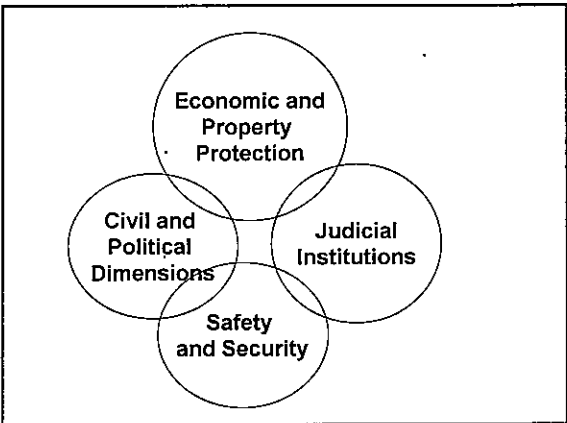 Economic and
Property
Protection
Civil and
Political
Dimensions
Judicial
Institutions
Safety
and Security